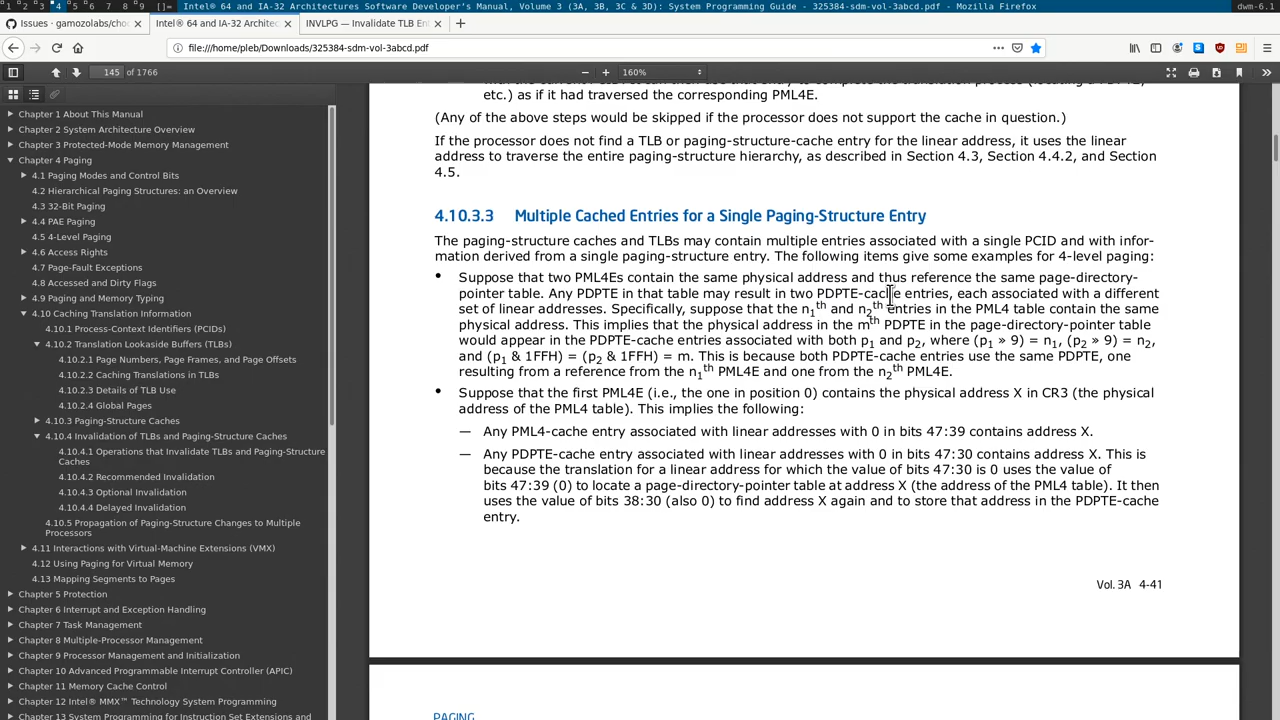 1 2 3 4 5 6 7 8 9 []= Intel® 64 and IA-32 Architectures Software Developer's Manual, Volume 3 (3A, 3B, 3C & 3D): System Programming Guide - 325384-sdm-vol-3abcd.pdf - Mozilla Firefox dwm-6.1
Issues · gamozolabs/cho × Intel® 64 and IA-32 Architec × INVLPG — Invalidate TLB En × +
file:///home/pleb/Downloads/325384-sdm-vol-3abcd.pdf
145 of 1766 160%
Chapter 1 About This Manual
Chapter 2 System Architecture Overview
Chapter 3 Protected-Mode Memory Management
Chapter 4 Paging
4.1 Paging Modes and Control Bits
4.2 Hierarchical Paging Structures: an Overview
4.3 32-Bit Paging
4.4 PAE Paging
4.5 4-Level Paging
4.6 Access Rights
4.7 Page-Fault Exceptions
4.8 Accessed and Dirty Flags
4.9 Paging and Memory Typing
4.10 Caching Translation Information
4.10.1 Process-Context Identifiers (PCIDs)
4.10.2 Translation Lookaside Buffers (TLBs)
4.10.2.1 Page Numbers, Page Frames, and Page Offsets
4.10.2.2 Caching Translations in TLBs
4.10.2.3 Details of TLB Use
4.10.2.4 Global Pages
4.10.3 Paging-Structure Caches
4.10.4 Invalidation of TLBs and Paging-Structure Caches
4.10.4.1 Operations that Invalidate TLBs and Paging-Structure
Caches
4.10.4.2 Recommended Invalidation
4.10.4.3 Optional Invalidation
4.10.4.4 Delayed Invalidation
4.10.5 Propagation of Paging-Structure Changes to Multiple
Processors
4.11 Interactions with Virtual-Machine Extensions (VMX)
4.12 Using Paging for Virtual Memory
4.13 Mapping Segments to Pages
Chapter 5 Protection
Chapter 6 Interrupt and Exception Handling
Chapter 7 Task Management
Chapter 8 Multiple-Processor Management
Chapter 9 Processor Management and Initialization
Chapter 10 Advanced Programmable Interrupt Controller (APIC)
Chapter 11 Memory Cache Control
Chapter 12 Intel® MMX™ Technology System Programming
Chapter 13 System Programming for Instruction Set Extensions and
etc.) as if it had traversed the corresponding PML4E.
(Any of the above steps would be skipped if the processor does not support the cache in question.)
If the processor does not find a TLB or paging-structure-cache entry for the linear address, it uses the linear
address to traverse the entire paging-structure hierarchy, as described in Section 4.3, Section 4.4.2, and Section
4.5.
4.10.3.3 Multiple Cached Entries for a Single Paging-Structure Entry
The paging-structure caches and TLBs may contain multiple entries associated with a single PCID and with infor-
mation derived from a single paging-structure entry. The following items give some examples for 4-level paging:
• Suppose that two PML4Es contain the same physical address and thus reference the same page-directory-
pointer table. Any PDPTE in that table may result in two PDPTE-cache entries, each associated with a different
set of linear addresses. Specifically, suppose that the n1th and n2th entries in the PML4 table contain the same
physical address. This implies that the physical address in the mth PDPTE in the page-directory-pointer table
would appear in the PDPTE-cache entries associated with both p1 and p2, where (p1 » 9) = n1, (p2 » 9) = n2,
and (p1 & 1FFH) = (p2 & 1FFH) = m. This is because both PDPTE-cache entries use the same PDPTE, one
resulting from a reference from the n1th PML4E and one from the n2th PML4E.
• Suppose that the first PML4E (i.e., the one in position 0) contains the physical address X in CR3 (the physical
address of the PML4 table). This implies the following:
— Any PML4-cache entry associated with linear addresses with 0 in bits 47:39 contains address X.
— Any PDPTE-cache entry associated with linear addresses with 0 in bits 47:30 contains address X. This is
because the translation for a linear address for which the value of bits 47:30 is 0 uses the value of
bits 47:39 (0) to locate a page-directory-pointer table at address X (the address of the PML4 table). It then
uses the value of bits 38:30 (also 0) to find address X again and to store that address in the PDPTE-cache
entry.
Vol. 3A 4-41
PAGING